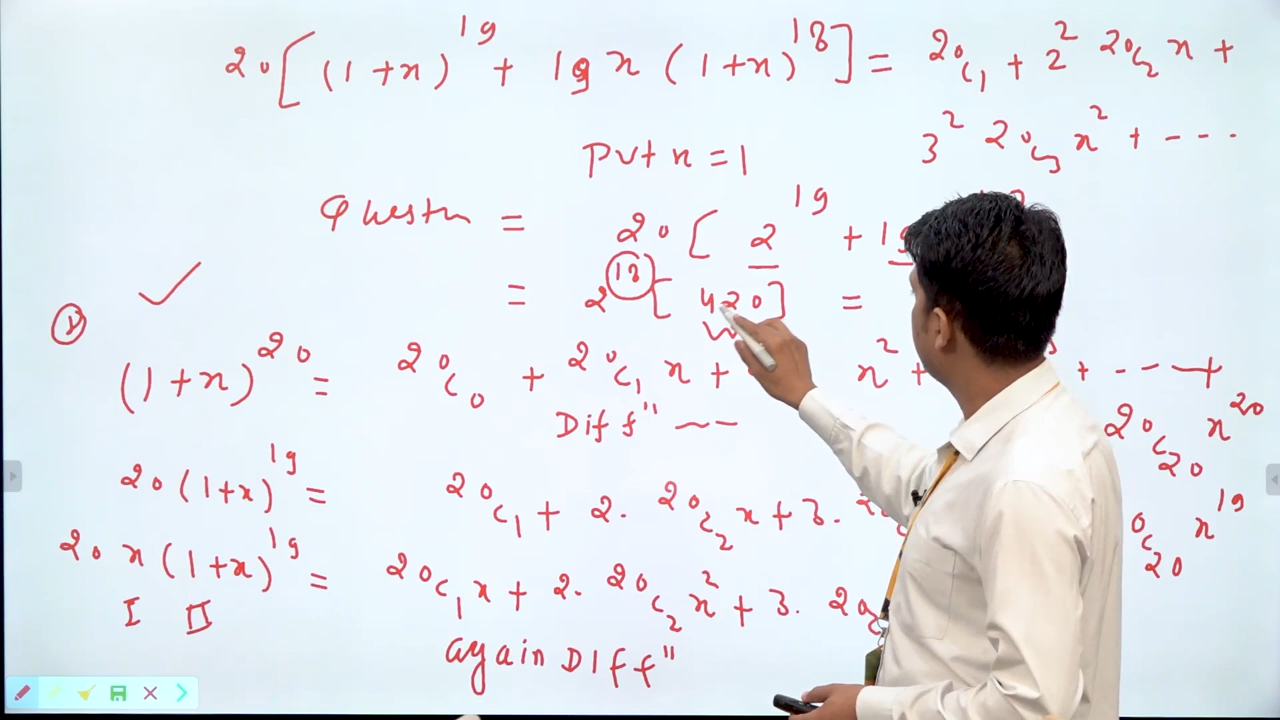 20[(1+x)^19 + 19x(1+x)^18] = 20C1 + 2^2 20C2 x +
3^2 20C3 x^2 + ---
Put x = 1
Question = 20[2^19 + 19
= 2^18[420] =
(V) (1+x)^20 = 20C0 + 20C1 x + x^2 + + --- + 20C20 x^20
Diff" ~~
20(1+x)^19 = 20C1 + 2. 20C2 x + 3. 20C20 x^19
20x(1+x)^19 = 20C1 x + 2. 20C2 x^2 + 3. 20C
I II
again Diff"